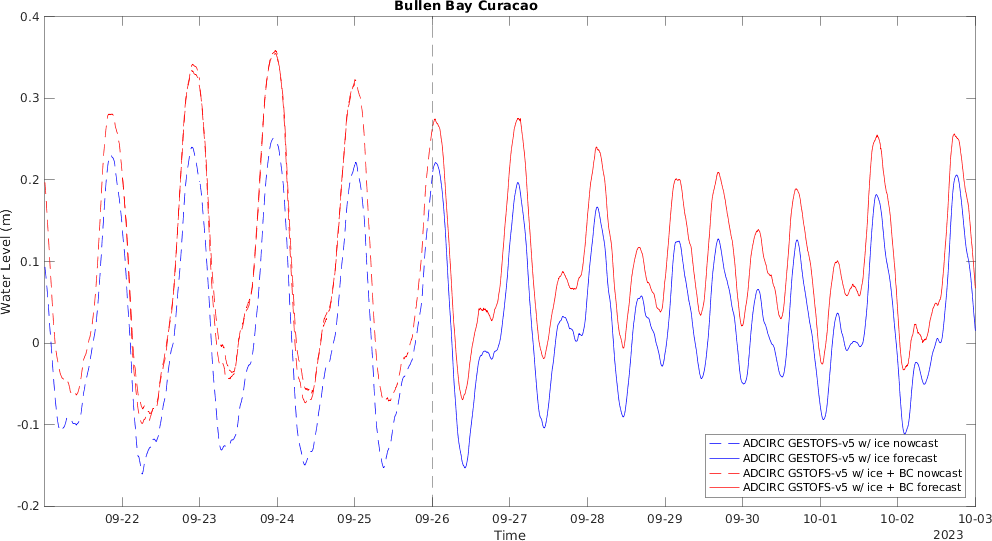 Bullen Bay Curacao
0.4
0.3
0.2
0.1
0
-0.1
-0.2
Water Level (m)
ADCIRC GESTOFS-v5 w/ ice nowcast
ADCIRC GESTOFS-v5 w/ ice forecast
ADCIRC GSTOFS-v5 w/ ice + BC nowcast
ADCIRC GSTOFS-v5 w/ ice + BC forecast
09-22 09-23 09-24 09-25 09-26 09-27 09-28 09-29 09-30 10-01 10-02 10-03
Time
2023